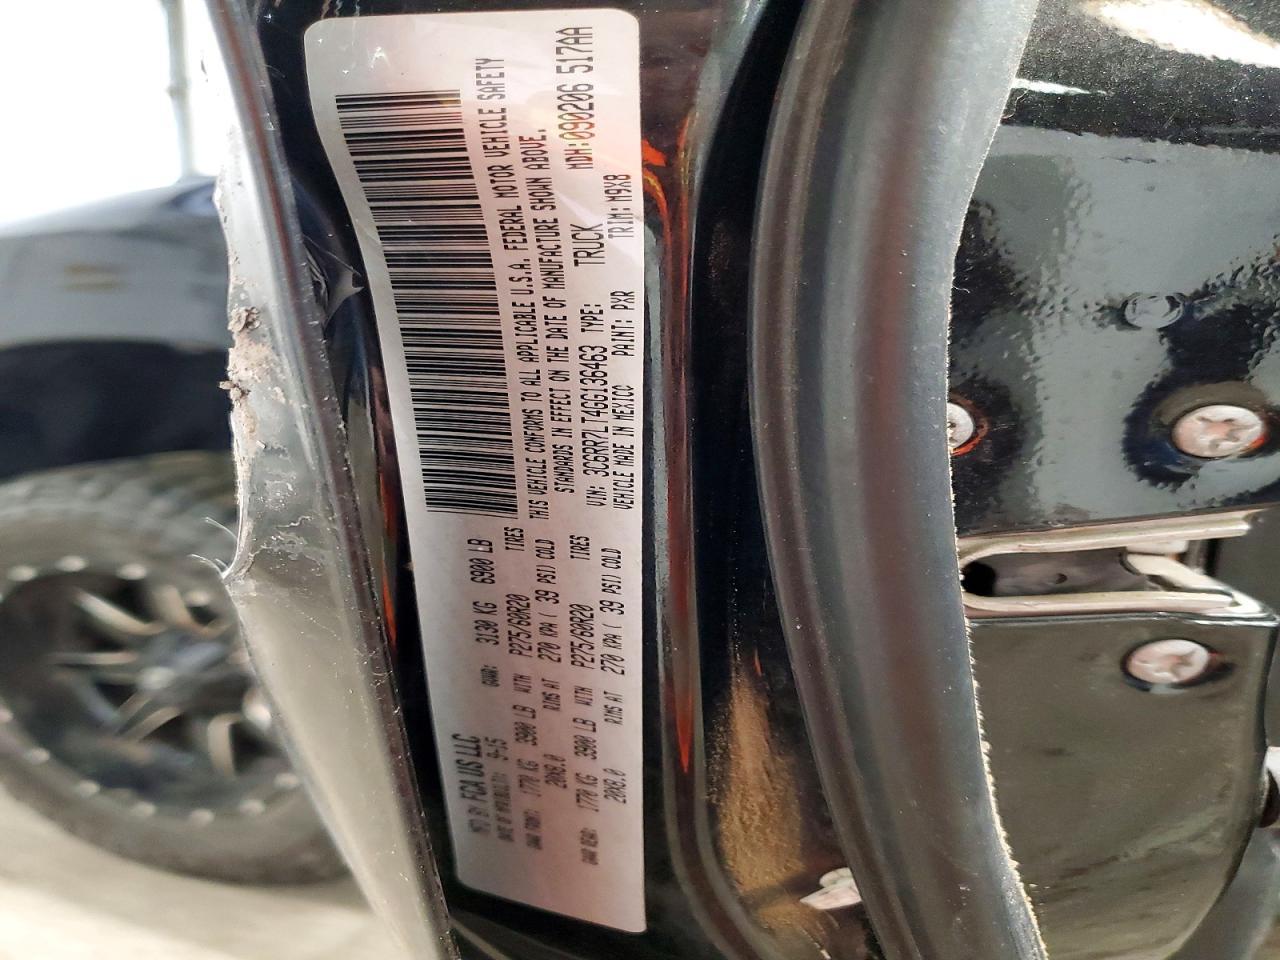 MFD BY: FCA US LLC
DATE OF MFR/MULT: 9-15 GVWR: 3130 KG 6900 LB
GAWR FRONT: 1770 KG 3900 LB WITH P275/60R20 TIRES
20X8.0 RIMS AT 270 KPA ( 39 PSI) COLD
GAWR REAR: 1770 KG 3900 LB WITH P275/60R20 TIRES
20X8.0 RIMS AT 270 KPA ( 39 PSI) COLD
THIS VEHICLE CONFORMS TO ALL APPLICABLE U.S.A. FEDERAL MOTOR VEHICLE SAFETY
STANDARDS IN EFFECT ON THE DATE OF MANUFACTURE SHOWN ABOVE.
MDH:090206 517AA
VIN: 3C6RR7LT4GG136463 TYPE: TRUCK
VEHICLE MADE IN MEXICO PAINT: PXR TRIM: M9X8